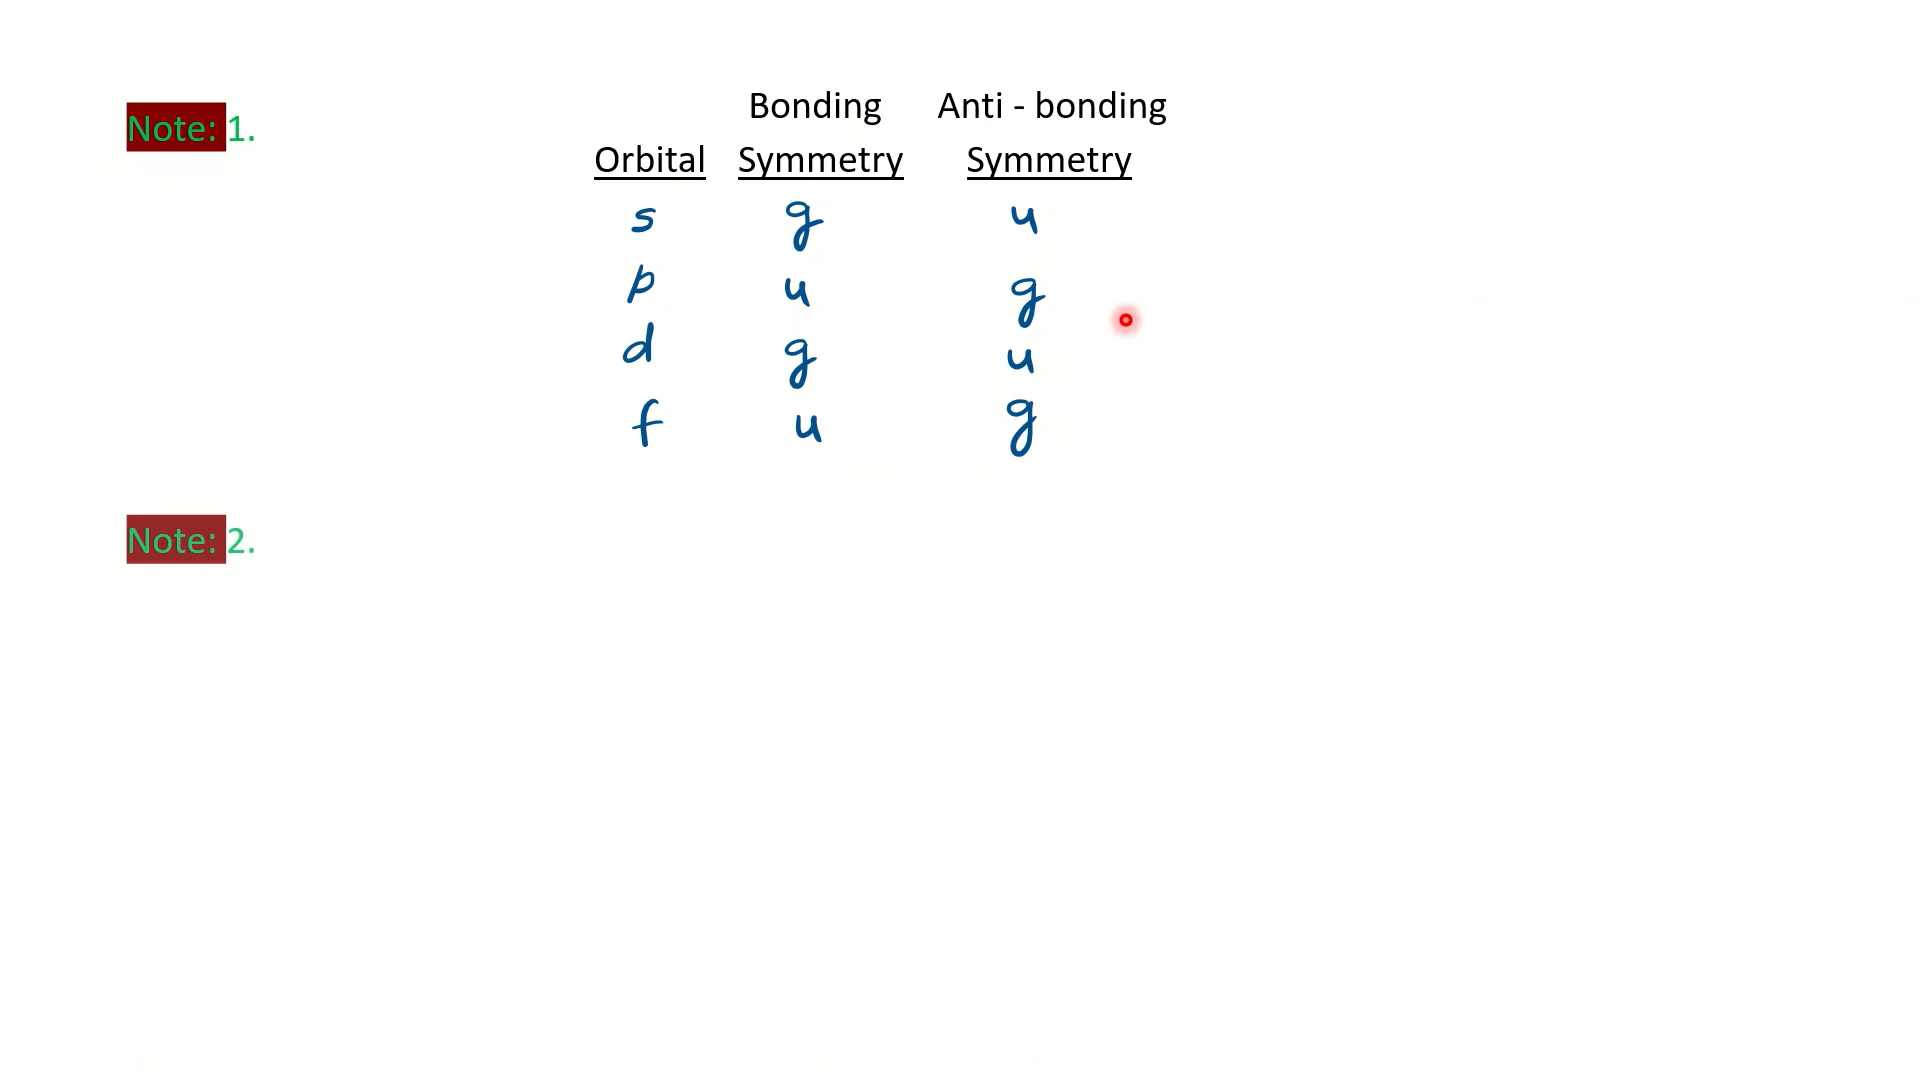 Note: 1.
Bonding Anti - bonding
Orbital Symmetry Symmetry
s g u
p u g
d g u
f u g
Note: 2.